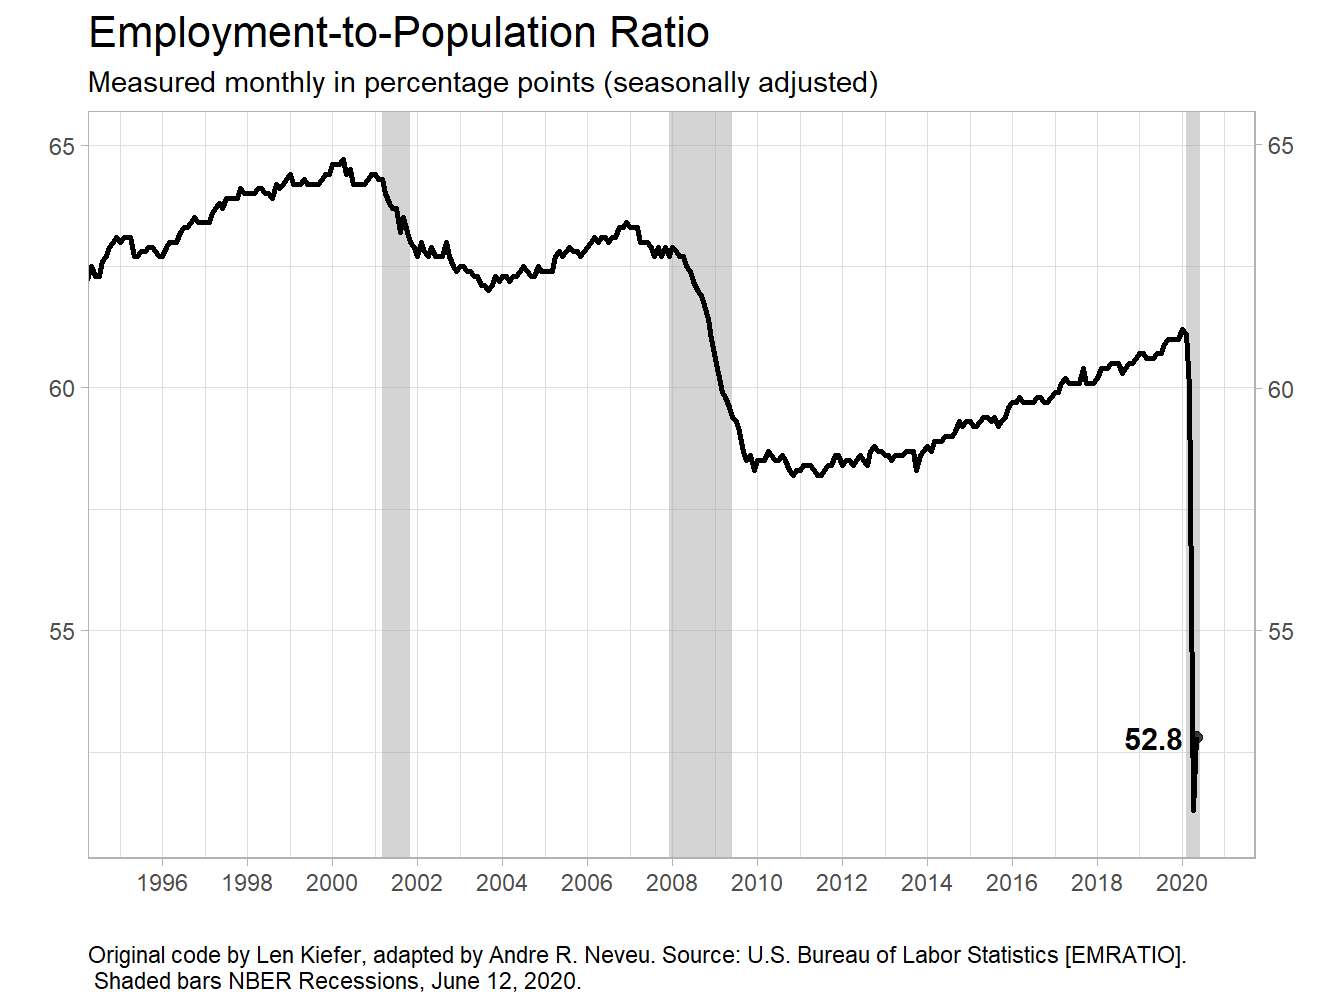 Employment-to-Population Ratio
Measured monthly in percentage points (seasonally adjusted)
65 65
60 60
55 55
52.8
1996 1998 2000 2002 2004 2006 2008 2010 2012 2014 2016 2018 2020
Original code by Len Kiefer, adapted by Andre R. Neveu. Source: U.S. Bureau of Labor Statistics [EMRATIO].
Shaded bars NBER Recessions, June 12, 2020.